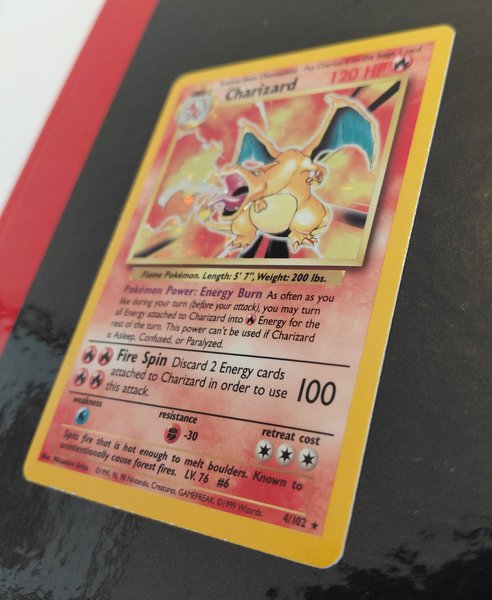 Charizard
120 HP
Flame Pokémon. Length: 5' 7", Weight: 200 lbs.
Pokémon Power: Energy Burn As often as you
like during your turn (before your attack), you may turn
all Energy attached to Charizard into Energy for the
rest of the turn. This power can't be used if Charizard
is Asleep, Confused, or Paralyzed.
Fire Spin Discard 2 Energy cards
attached to Charizard in order to use
this attack.
100
weakness
resistance
-30
retreat cost
Spits fire that is hot enough to melt boulders. Known to
unintentionally cause forest fires. LV. 76 #6
Illus. Mitsuhiro Arita
©1995, 96, 98 Nintendo, Creatures, GAMEFREAK. ©1999 Wizards.
4/102 ★